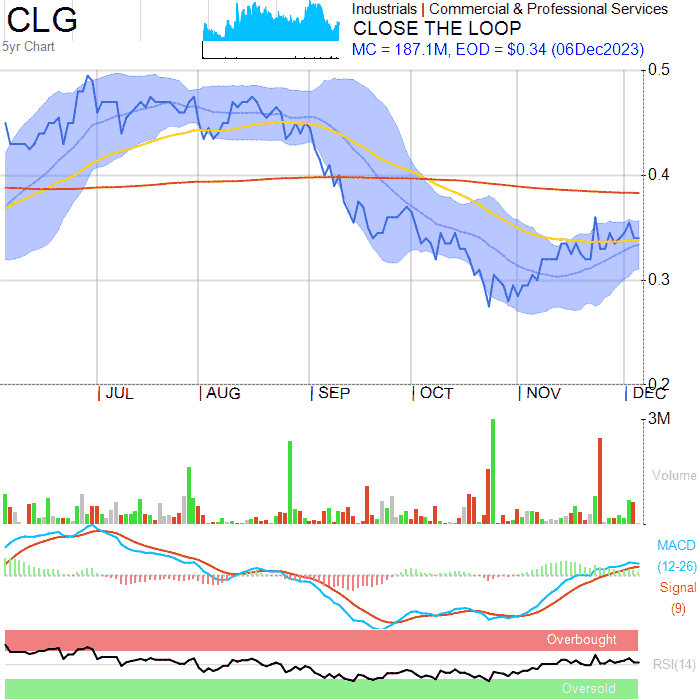 CLG
5yr Chart
Industrials | Commercial & Professional Services
CLOSE THE LOOP
MC = 187.1M, EOD = $0.34 (06Dec2023)
0.5
0.4
0.3
0.2
JUL
AUG
SEP
OCT
NOV
DEC
3M
Volume
MACD
(12-26)
Signal
(9)
Overbought
RSI(14)
Oversold